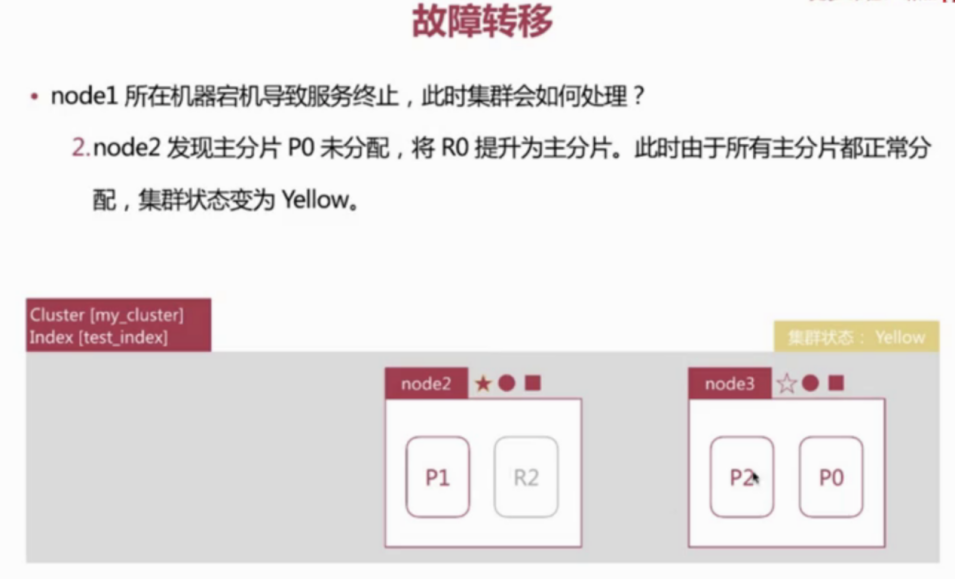 故障转移
• node1 所在机器宕机导致服务终止，此时集群会如何处理？
2.node2 发现主分片 P0 未分配，将 R0 提升为主分片。此时由于所有主分片都正常分
配，集群状态变为 Yellow。
Cluster [my_cluster]
Index [test_index]
集群状态： Yellow
node2
node3
P1
R2
P2
P0